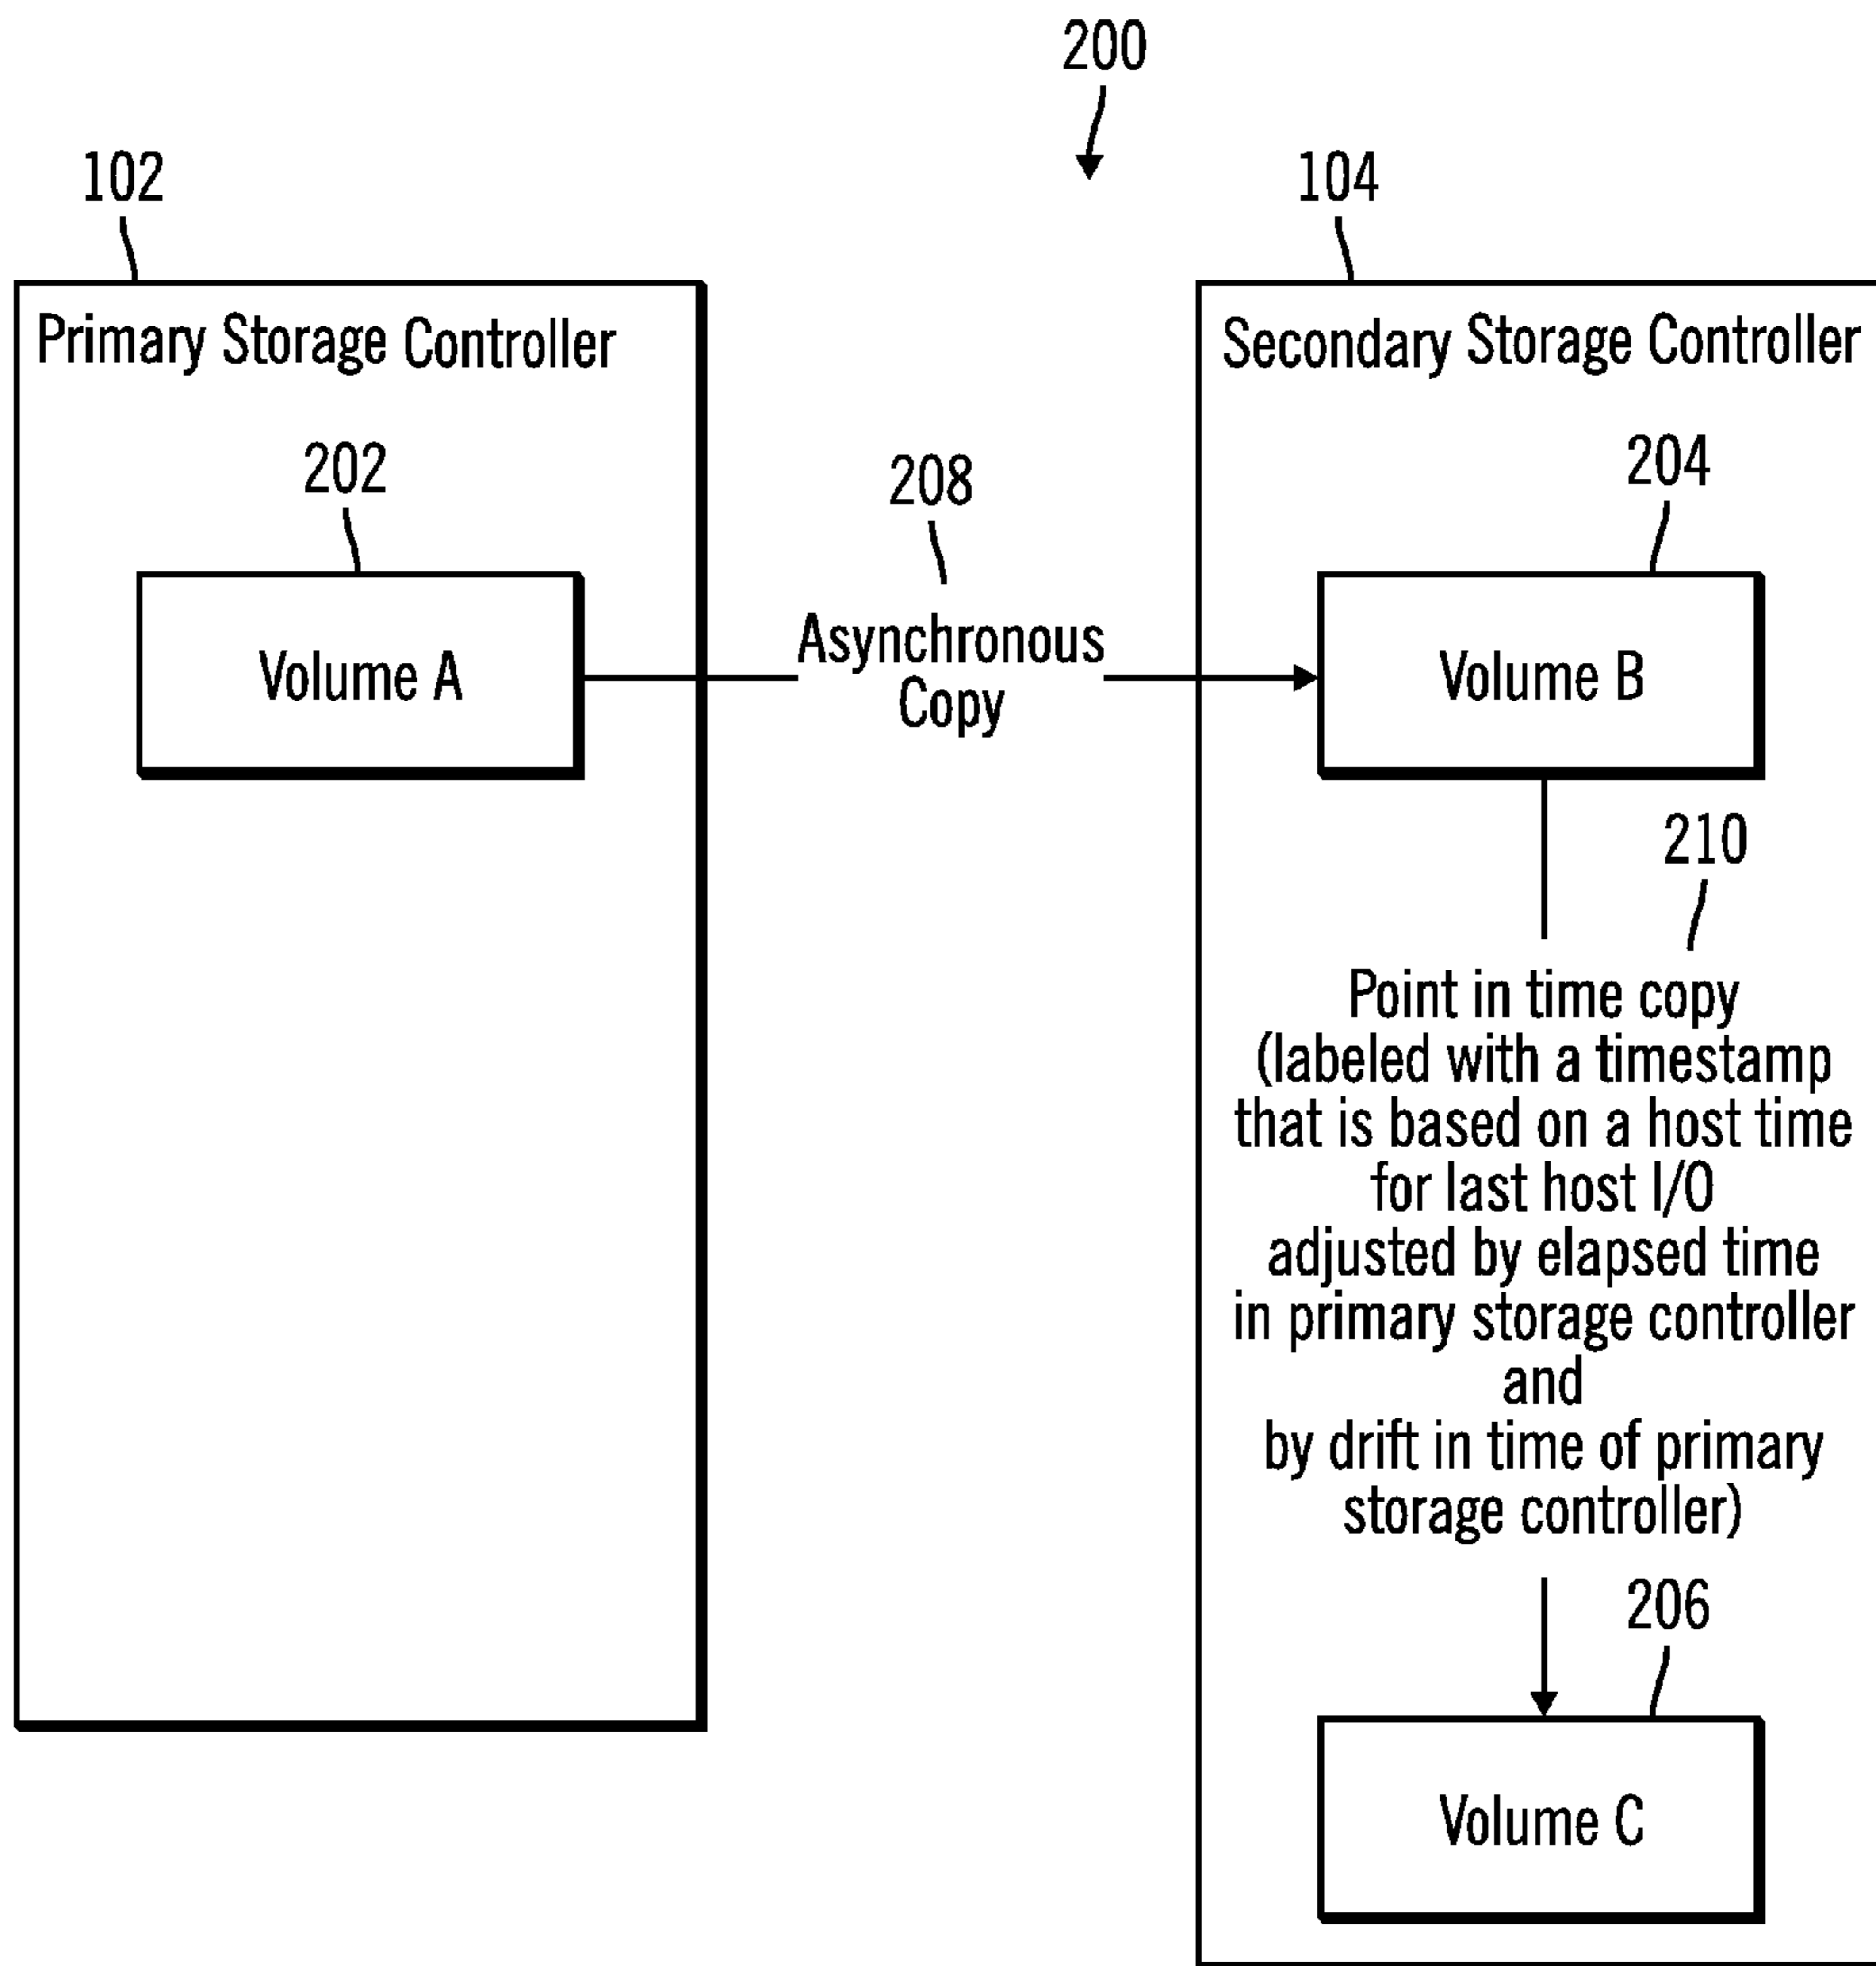 200
102
104
Primary Storage Controller
Secondary Storage Controller
202
208
204
Volume A
Asynchronous
Copy
Volume B
210
Point in time copy
(labeled with a timestamp
that is based on a host time
for last host I/O
adjusted by elapsed time
in primary storage controller
and
by drift in time of primary
storage controller)
206
Volume C